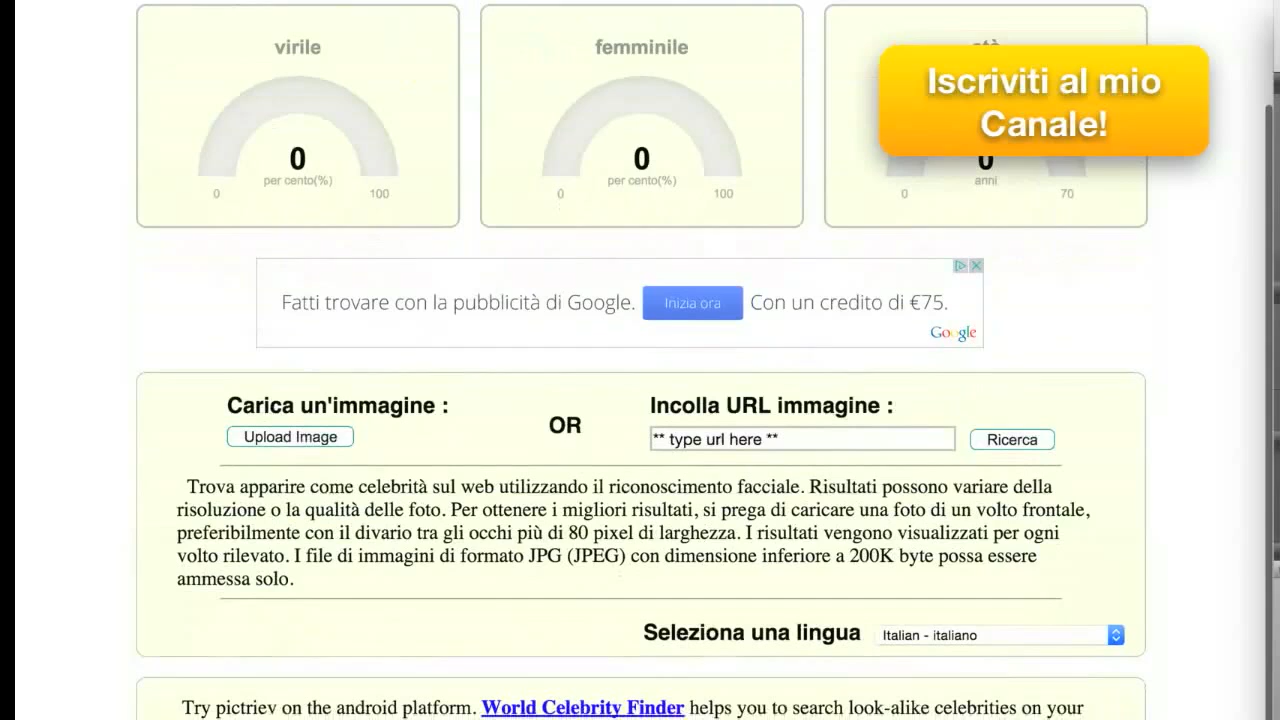 virile
0
per cento(%)
0 100
femminile
0
per cento(%)
0 100
Iscriviti al mio
Canale!
0
anni
0 70
Fatti trovare con la pubblicità di Google. Inizia ora Con un credito di €75.
Google
Carica un'immagine :
Upload Image
OR
Incolla URL immagine :
** type url here ** Ricerca
Trova apparire come celebrità sul web utilizzando il riconoscimento facciale. Risultati possono variare della
risoluzione o la qualità delle foto. Per ottenere i migliori risultati, si prega di caricare una foto di un volto frontale,
preferibilmente con il divario tra gli occhi più di 80 pixel di larghezza. I risultati vengono visualizzati per ogni
volto rilevato. I file di immagini di formato JPG (JPEG) con dimensione inferiore a 200K byte possa essere
ammessa solo.
Seleziona una lingua Italian - italiano
Try pictriev on the android platform. World Celebrity Finder helps you to search look-alike celebrities on your